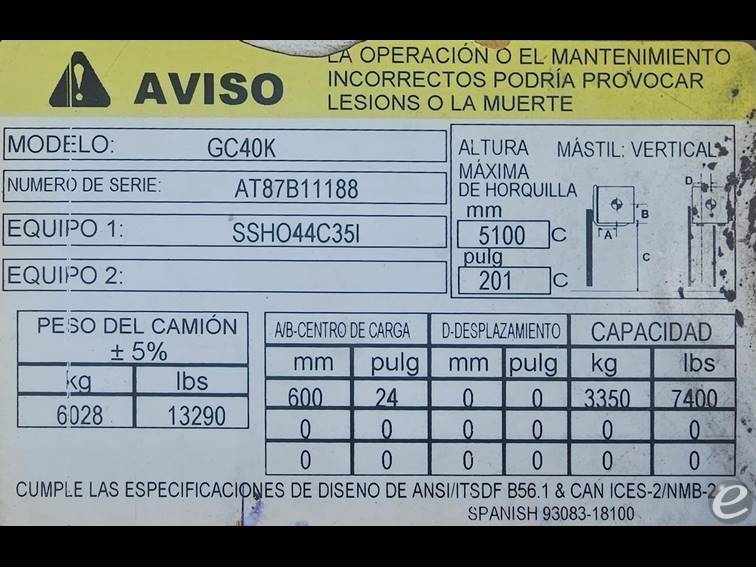 AVISO
LA OPERACIÓN O EL MANTENIMIENTO
INCORRECTOS PODRÍA PROVOCAR
LESIONS O LA MUERTE
MODELO: GC40K
NUMERO DE SERIE: AT87B11188
EQUIPO 1: SSHO44C35I
EQUIPO 2:
ALTURA MÁSTIL: VERTICAL
MÁXIMA
DE HORQUILLA
mm
5100 C
pulg
201 C
A
B
C
D
PESO DEL CAMIÓN
± 5%
kg lbs
6028 13290
A/B-CENTRO DE CARGA D-DESPLAZAMIENTO CAPACIDAD
mm pulg mm pulg kg lbs
600 24 0 0 3350 7400
0 0 0 0 0 0
0 0 0 0 0 0
CUMPLE LAS ESPECIFICACIONES DE DISENO DE ANSI/ITSDF B56.1 & CAN ICES-2/NMB-2
SPANISH 93083-18100
e